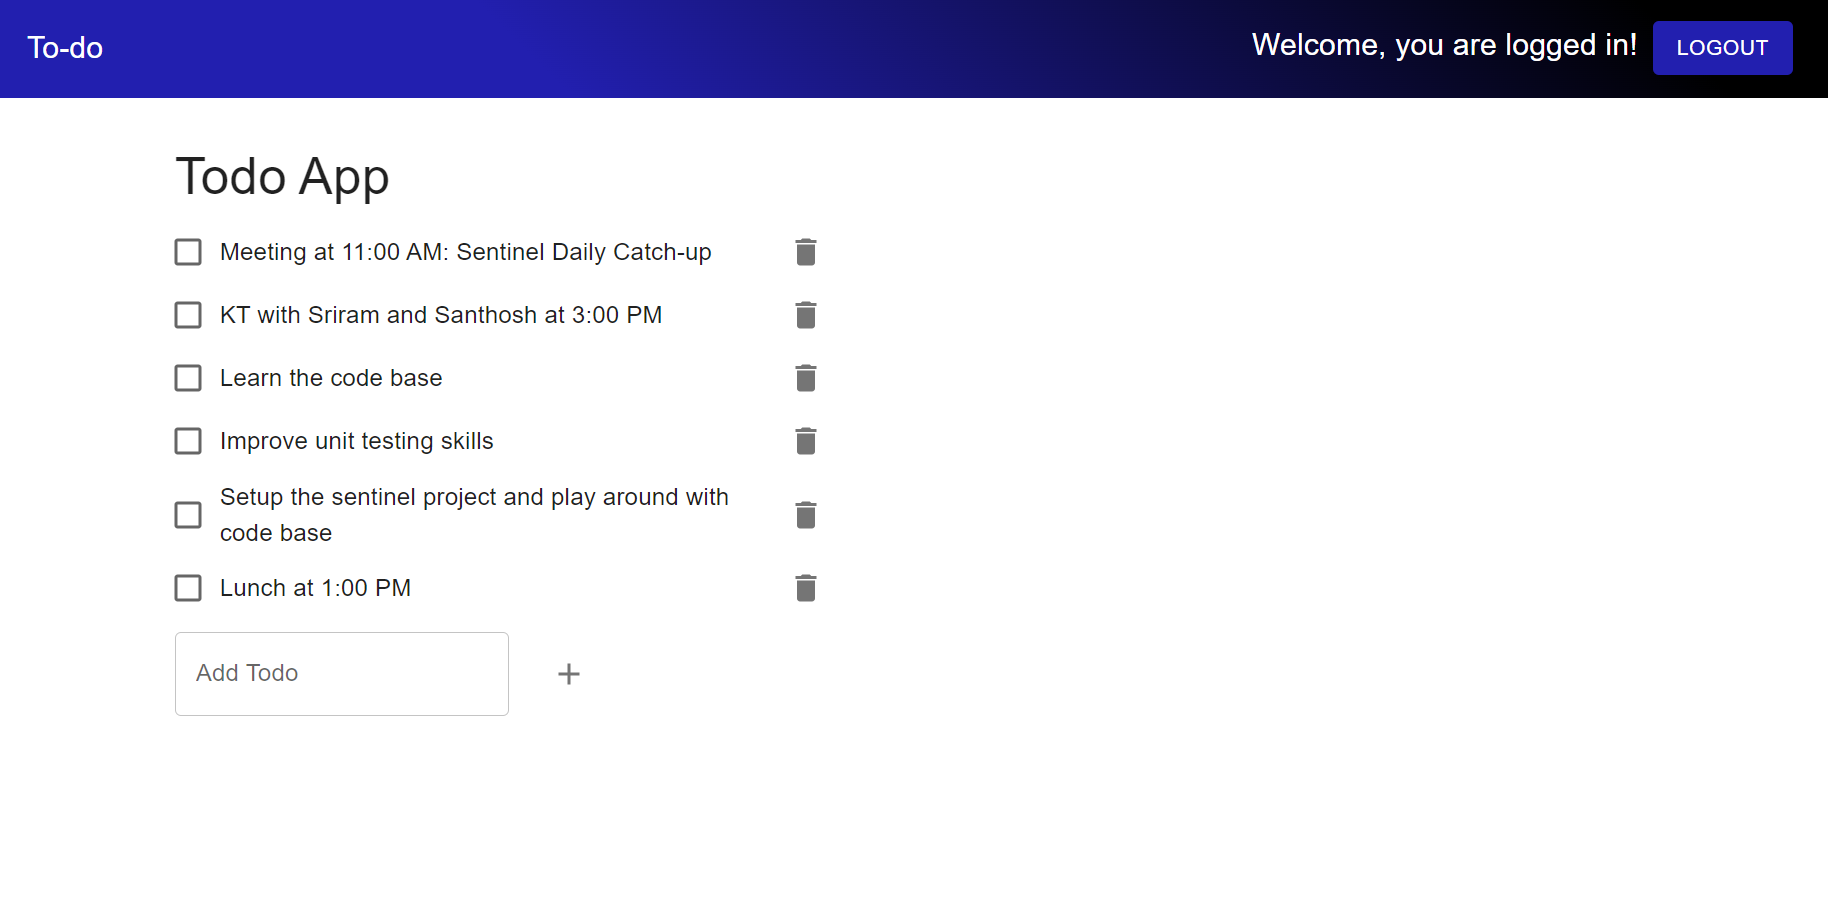 To-do
Welcome, you are logged in!
LOGOUT
Todo App
Meeting at 11:00 AM: Sentinel Daily Catch-up
KT with Sriram and Santhosh at 3:00 PM
Learn the code base
Improve unit testing skills
Setup the sentinel project and play around with
code base
Lunch at 1:00 PM
Add Todo